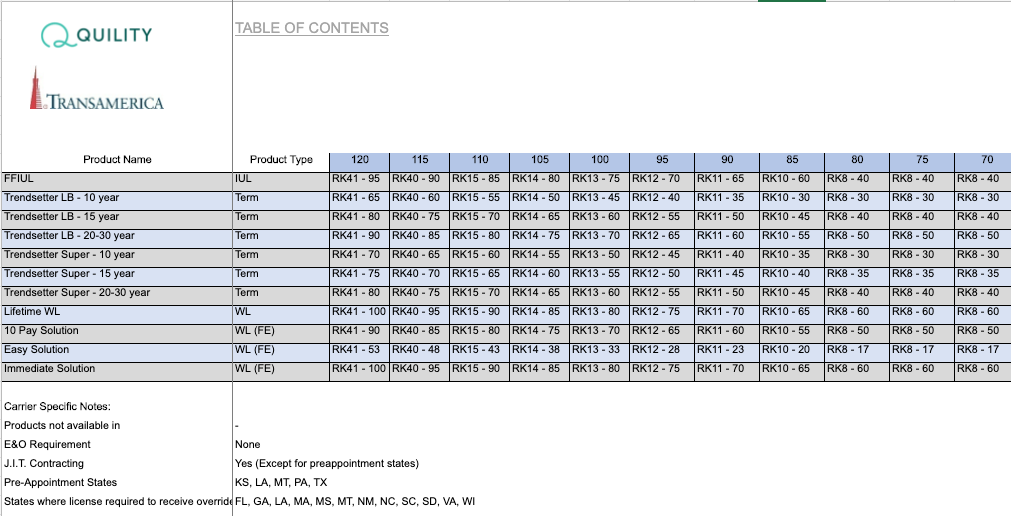 QUILITY
TABLE OF CONTENTS
TRANSAMERICA
Product Name Product Type 120 115 110 105 100 95 90 85 80 75 70
FFIUL IUL RK41 - 95 RK40 - 90 RK15 - 85 RK14 - 80 RK13 - 75 RK12 - 70 RK11 - 65 RK10 - 60 RK8 - 40 RK8 - 40 RK8 - 40
Trendsetter LB - 10 year Term RK41 - 65 RK40 - 60 RK15 - 55 RK14 - 50 RK13 - 45 RK12 - 40 RK11 - 35 RK10 - 30 RK8 - 30 RK8 - 30 RK8 - 30
Trendsetter LB - 15 year Term RK41 - 80 RK40 - 75 RK15 - 70 RK14 - 65 RK13 - 60 RK12 - 55 RK11 - 50 RK10 - 45 RK8 - 40 RK8 - 40 RK8 - 40
Trendsetter LB - 20-30 year Term RK41 - 90 RK40 - 85 RK15 - 80 RK14 - 75 RK13 - 70 RK12 - 65 RK11 - 60 RK10 - 55 RK8 - 50 RK8 - 50 RK8 - 50
Trendsetter Super - 10 year Term RK41 - 70 RK40 - 65 RK15 - 60 RK14 - 55 RK13 - 50 RK12 - 45 RK11 - 40 RK10 - 35 RK8 - 30 RK8 - 30 RK8 - 30
Trendsetter Super - 15 year Term RK41 - 75 RK40 - 70 RK15 - 65 RK14 - 60 RK13 - 55 RK12 - 50 RK11 - 45 RK10 - 40 RK8 - 35 RK8 - 35 RK8 - 35
Trendsetter Super - 20-30 year Term RK41 - 80 RK40 - 75 RK15 - 70 RK14 - 65 RK13 - 60 RK12 - 55 RK11 - 50 RK10 - 45 RK8 - 40 RK8 - 40 RK8 - 40
Lifetime WL WL RK41 - 100 RK40 - 95 RK15 - 90 RK14 - 85 RK13 - 80 RK12 - 75 RK11 - 70 RK10 - 65 RK8 - 60 RK8 - 60 RK8 - 60
10 Pay Solution WL (FE) RK41 - 90 RK40 - 85 RK15 - 80 RK14 - 75 RK13 - 70 RK12 - 65 RK11 - 60 RK10 - 55 RK8 - 50 RK8 - 50 RK8 - 50
Easy Solution WL (FE) RK41 - 53 RK40 - 48 RK15 - 43 RK14 - 38 RK13 - 33 RK12 - 28 RK11 - 23 RK10 - 20 RK8 - 17 RK8 - 17 RK8 - 17
Immediate Solution WL (FE) RK41 - 100 RK40 - 95 RK15 - 90 RK14 - 85 RK13 - 80 RK12 - 75 RK11 - 70 RK10 - 65 RK8 - 60 RK8 - 60 RK8 - 60
Carrier Specific Notes:
Products not available in -
E&O Requirement None
J.I.T. Contracting Yes (Except for preappointment states)
Pre-Appointment States KS, LA, MT, PA, TX
States where license required to receive override FL, GA, LA, MA, MS, MT, NM, NC, SC, SD, VA, WI